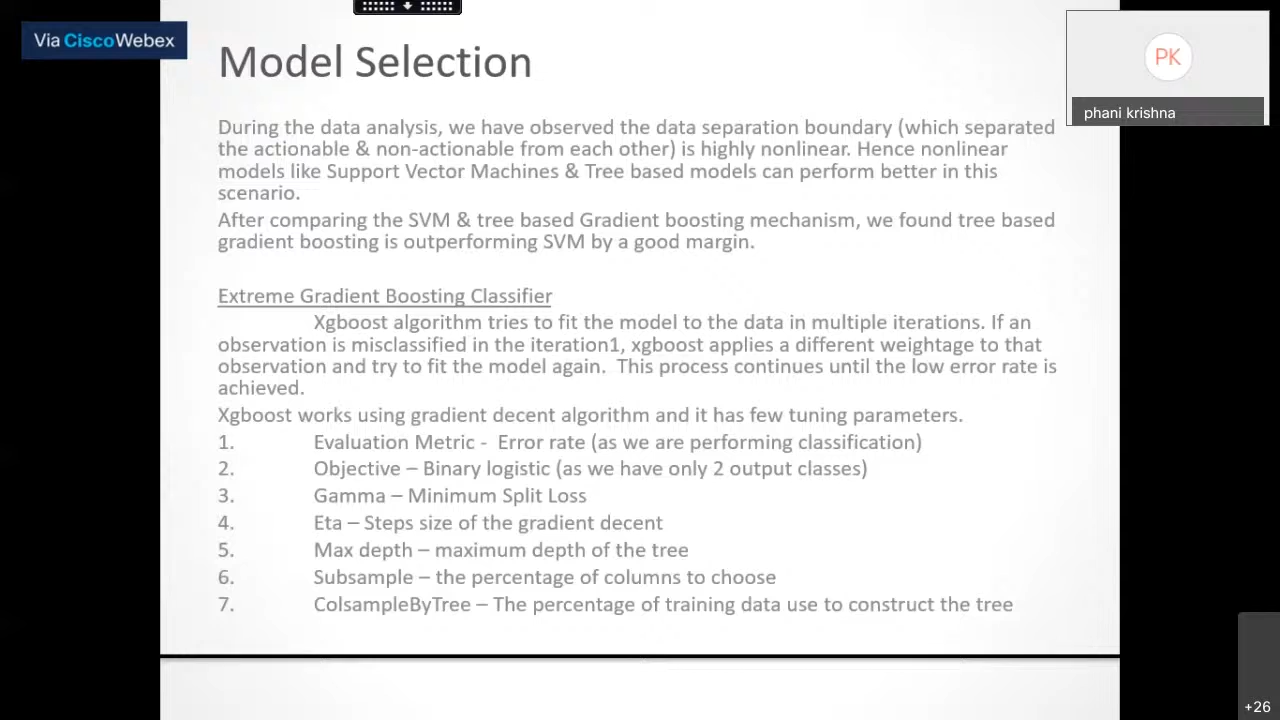 Via CiscoWebex
Model Selection
PK
phani krishna
During the data analysis, we have observed the data separation boundary (which separated
the actionable & non-actionable from each other) is highly nonlinear. Hence nonlinear
models like Support Vector Machines & Tree based models can perform better in this
scenario.
After comparing the SVM & tree based Gradient boosting mechanism, we found tree based
gradient boosting is outperforming SVM by a good margin.
Extreme Gradient Boosting Classifier
Xgboost algorithm tries to fit the model to the data in multiple iterations. If an
observation is misclassified in the iteration1, xgboost applies a different weightage to that
observation and try to fit the model again.  This process continues until the low error rate is
achieved.
Xgboost works using gradient decent algorithm and it has few tuning parameters.
1. Evaluation Metric -  Error rate (as we are performing classification)
2. Objective – Binary logistic (as we have only 2 output classes)
3. Gamma – Minimum Split Loss
4. Eta – Steps size of the gradient decent
5. Max depth – maximum depth of the tree
6. Subsample – the percentage of columns to choose
7. ColsampleByTree – The percentage of training data use to construct the tree
+26